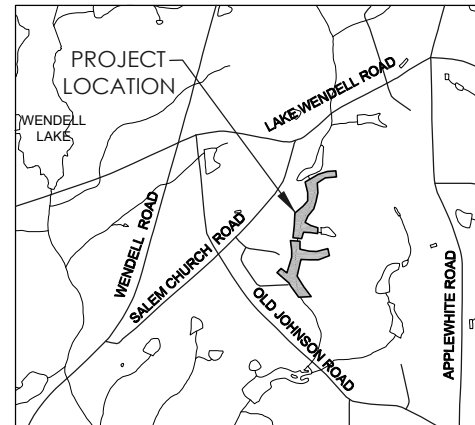 PROJECT
LOCATION
LAKE WENDELL ROAD
WENDELL
LAKE
WENDELL ROAD
SALEM CHURCH ROAD
OLD JOHNSON ROAD
APPLEWHITE ROAD